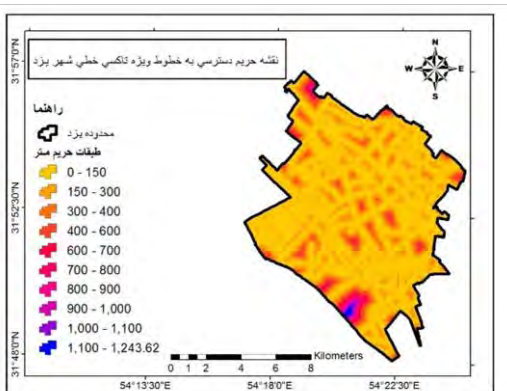 نقشه حریم دسترسي به خطوط ویژه تاکسي خطي شهر یزد
N
W E
S
راهنما
محدوده یزد
طبقات حریم متر
0 - 150
150 - 300
300 - 400
400 - 600
600 - 700
700 - 800
800 - 900
900 - 1,000
1,000 - 1,100
1,100 - 1,243.62
Kilometers
0 1 2 4 6 8
31°57'0"N
31°52'30"N
31°48'0"N
54°13'30"E 54°18'0"E 54°22'30"E